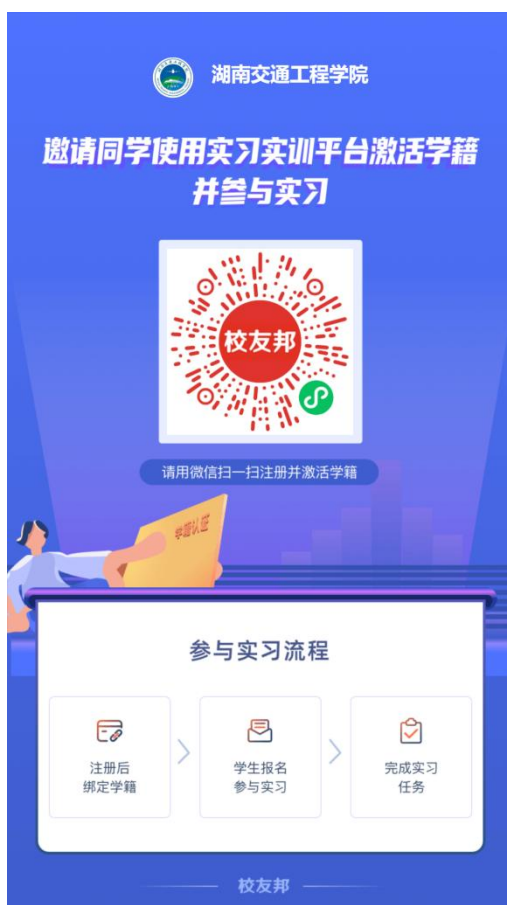 湖南交通工程学院
邀请同学使用实习实训平台激活学籍
并参与实习
校友邦
请用微信扫一扫注册并激活学籍
学籍认证
参与实习流程
注册后
绑定学籍
学生报名
参与实习
完成实习
任务
校友邦